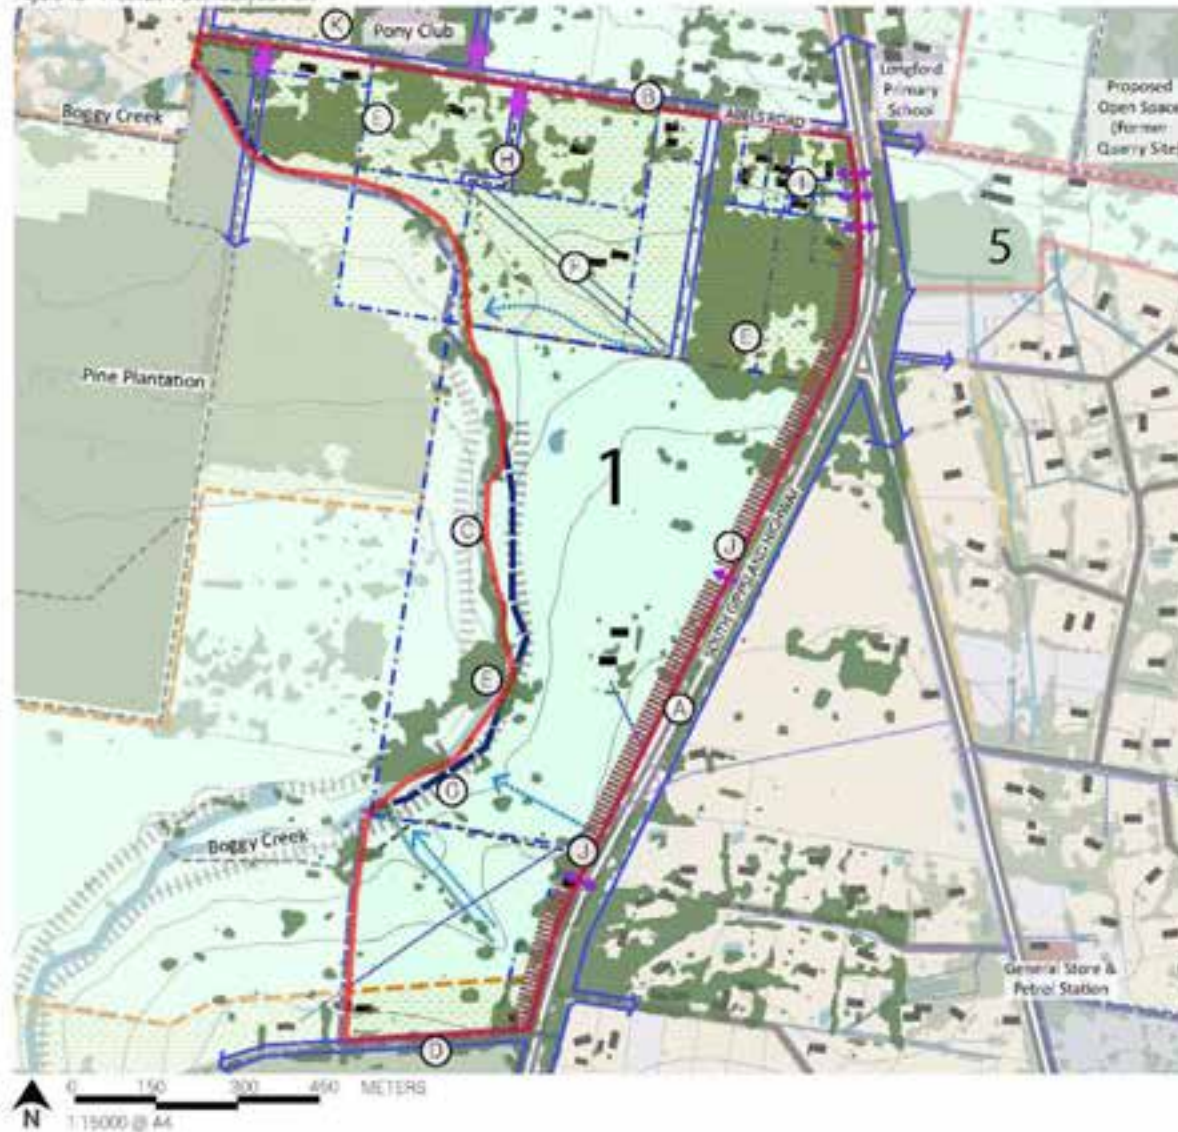 K
Pony Club
Longford
Primary
School
Proposed
Open Space
(former
Quarry Site)
Boggy Creek
E
B
ABELS ROAD
H
I
5
F
E
Pine Plantation
1
C
J
SOUTH GIPPSLAND HIGHWAY
E
A
C
Boggy Creek
J
General Store &
Petrol Station
D
0 150 300 450 METERS
N
1:15000 @ A4